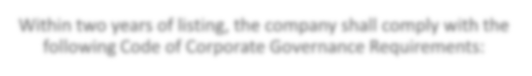 Within two years of listing, the company shall comply with the
following Code of Corporate Governance Requirements: